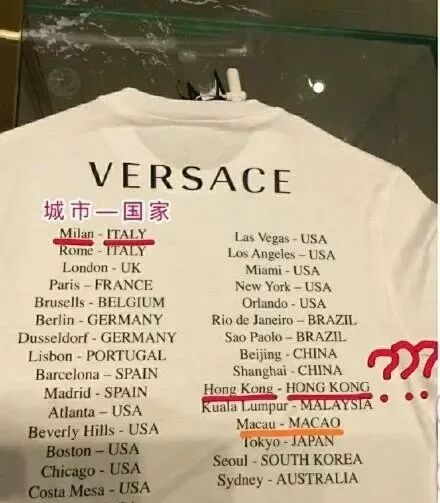 VERSACE
城市—国家
Milan - ITALY
Rome - ITALY
London - UK
Paris – FRANCE
Brusells - BELGIUM
Berlin - GERMANY
Dusseldorf - GERMANY
Lisbon - PORTUGAL
Barcelona – SPAIN
Madrid - SPAIN
Atlanta – USA
Beverly Hills - USA
Boston – USA
Chicago - USA
Costa Mesa - USA
Las Vegas - USA
Los Angeles – USA
Miami - USA
New York – USA
Orlando - USA
Rio de Janeiro – BRAZIL
Sao Paolo – BRAZIL
Beijing - CHINA
Shanghai - CHINA
Hong Kong - HONG KONG
???
Kuala Lumpur - MALAYSIA
Macau - MACAO
Tokyo - JAPAN
Seoul - SOUTH KOREA
Sydney - AUSTRALIA